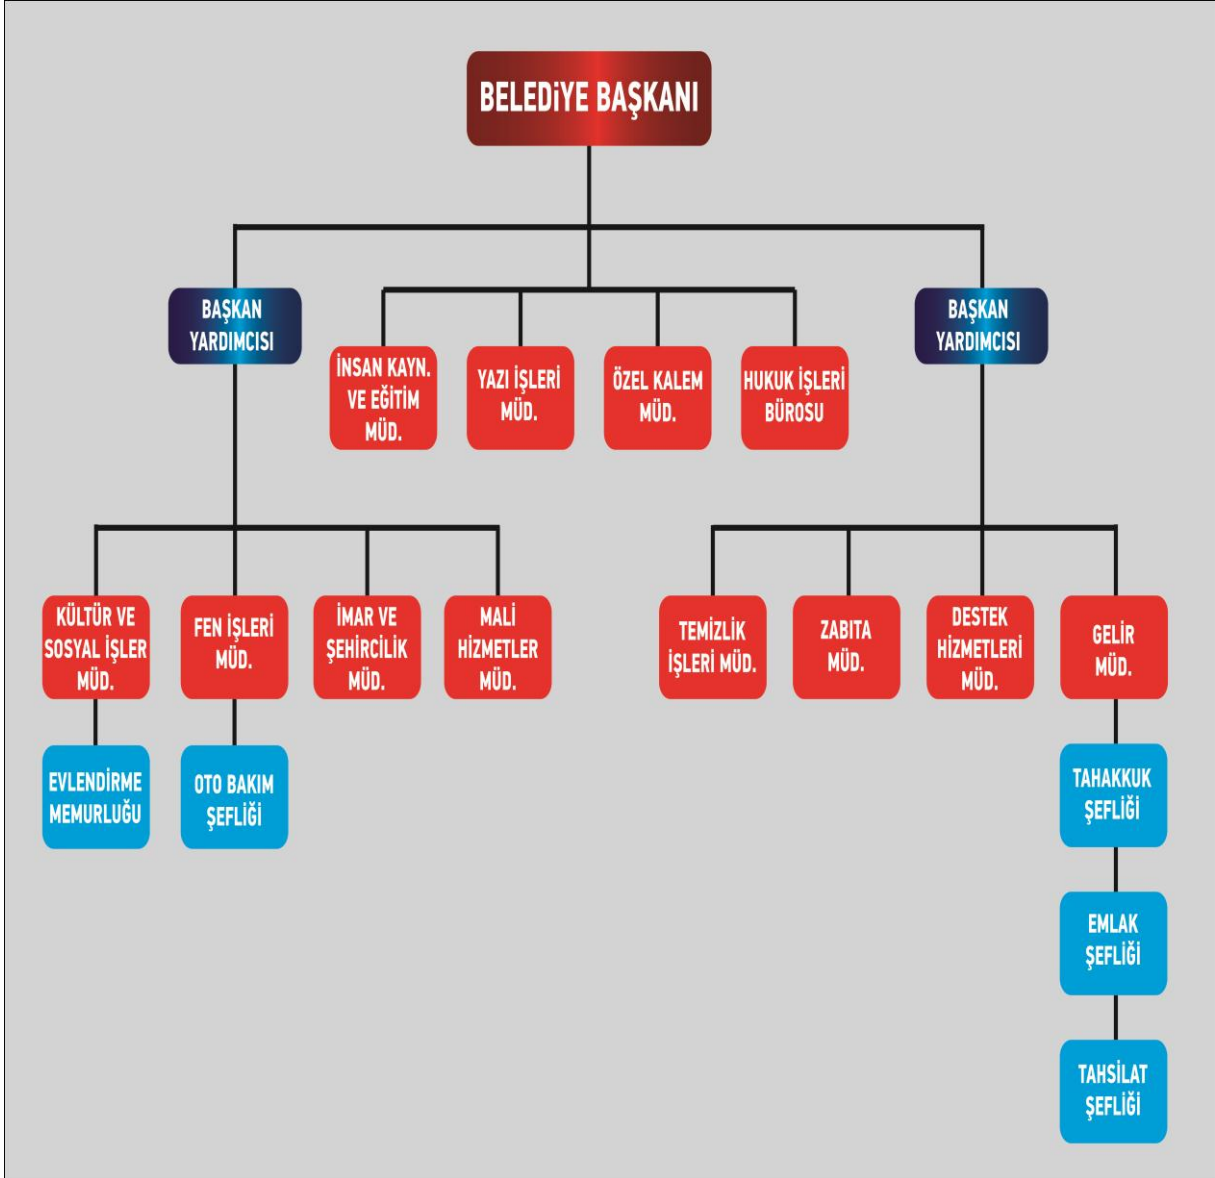 BELEDİYE BAŞKANI
BAŞKAN
YARDIMCISI
BAŞKAN
YARDIMCISI
İNSAN KAYN.
VE EĞİTİM
MÜD.
YAZI İŞLERİ
MÜD.
ÖZEL KALEM
MÜD.
HUKUK İŞLERİ
BÜROSU
KÜLTÜR VE
SOSYAL İŞLER
MÜD.
FEN İŞLERİ
MÜD.
İMAR VE
ŞEHİRCİLİK
MÜD.
MALİ
HİZMETLER
MÜD.
TEMİZLİK
İŞLERİ MÜD.
ZABITA
MÜD.
DESTEK
HİZMETLERİ
MÜD.
GELİR
MÜD.
EVLENDİRME
MEMURLUĞU
OTO BAKIM
ŞEFLİĞİ
TAHAKKUK
ŞEFLİĞİ
EMLAK
ŞEFLİĞİ
TAHSİLAT
ŞEFLİĞİ